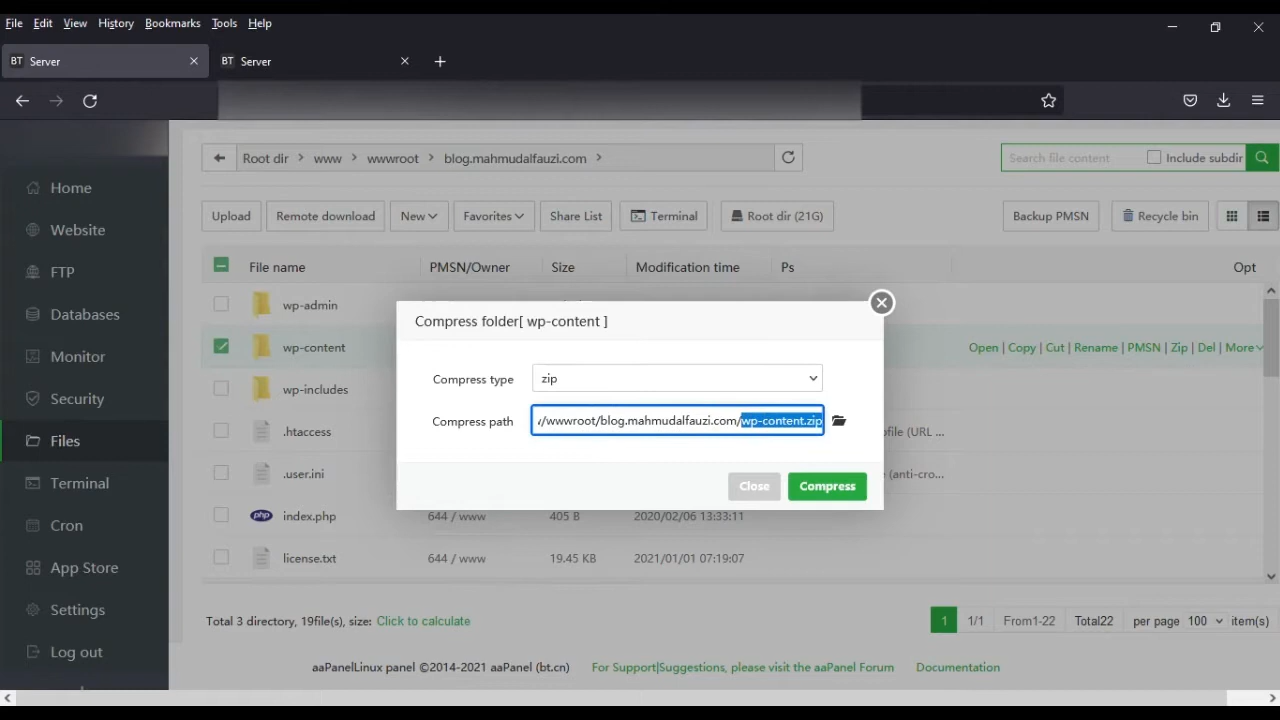 File Edit View History Bookmarks Tools Help
BT Server
BT Server
Root dir > www > wwwroot > blog.mahmudalfauzi.com >
Search file content
Include subdir
Upload
Remote download
New
Favorites
Share List
Terminal
Root dir (21G)
Backup PMSN
Recycle bin
File name PMSN/Owner Size Modification time Ps Opt
wp-admin
wp-content
Open | Copy | Cut | Rename | PMSN | Zip | Del | More
wp-includes
.htaccess
ofile (URL ...
.user.ini
e (anti-cro...
index.php 644 / www 405 B 2020/02/06 13:33:11
license.txt 644 / www 19.45 KB 2021/01/01 07:19:07
Total 3 directory, 19file(s), size: Click to calculate
1 1/1 From1-22 Total22 per page 100 item(s)
aaPanelLinux panel ©2014-2021 aaPanel (bt.cn) For Support|Suggestions, please visit the aaPanel Forum Documentation
Home
Website
FTP
Databases
Monitor
Security
Files
Terminal
Cron
App Store
Settings
Log out
Compress folder[ wp-content ]
Compress type zip
Compress path /wwwroot/blog.mahmudalfauzi.com/wp-content.zip
Close Compress